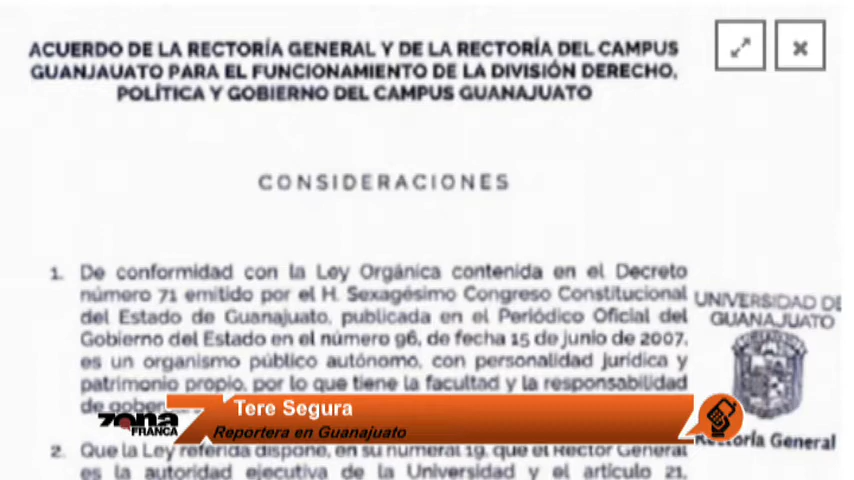 ACUERDO DE LA RECTORÍA GENERAL Y DE LA RECTORÍA DEL CAMPUS
GUANJAUATO PARA EL FUNCIONAMIENTO DE LA DIVISIÓN DERECHO,
POLÍTICA Y GOBIERNO DEL CAMPUS GUANAJUATO
CONSIDERACIONES
1. De conformidad con la Ley Orgánica contenida en el Decreto
número 71 emitido por el H. Sexagésimo Congreso Constitucional
del Estado de Guanajuato, publicada en el Periódico Oficial del
Gobierno del Estado en el número 96, de fecha 15 de junio de 2007,
es un organismo público autónomo, con personalidad jurídica y
patrimonio propio, por lo que tiene la facultad y la responsabilidad
de
UNIVERSIDAD DE
GUANAJUATO
Rectoría General
Tere Segura
Reportera en Guanajuato
ZONA
FRANCA
2. Que la Ley referida dispone, en su numeral 19, que el Rector General
es la autoridad ejecutiva de la Universidad y el artículo 21,